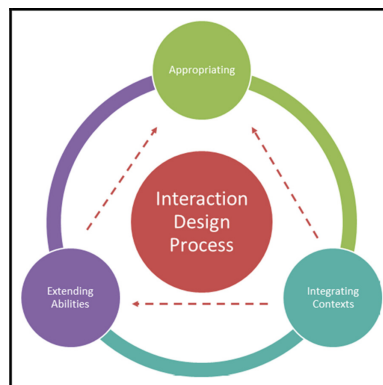 Appropriating
Interaction
Design
Process
Extending
Abilities
Integrating
Contexts